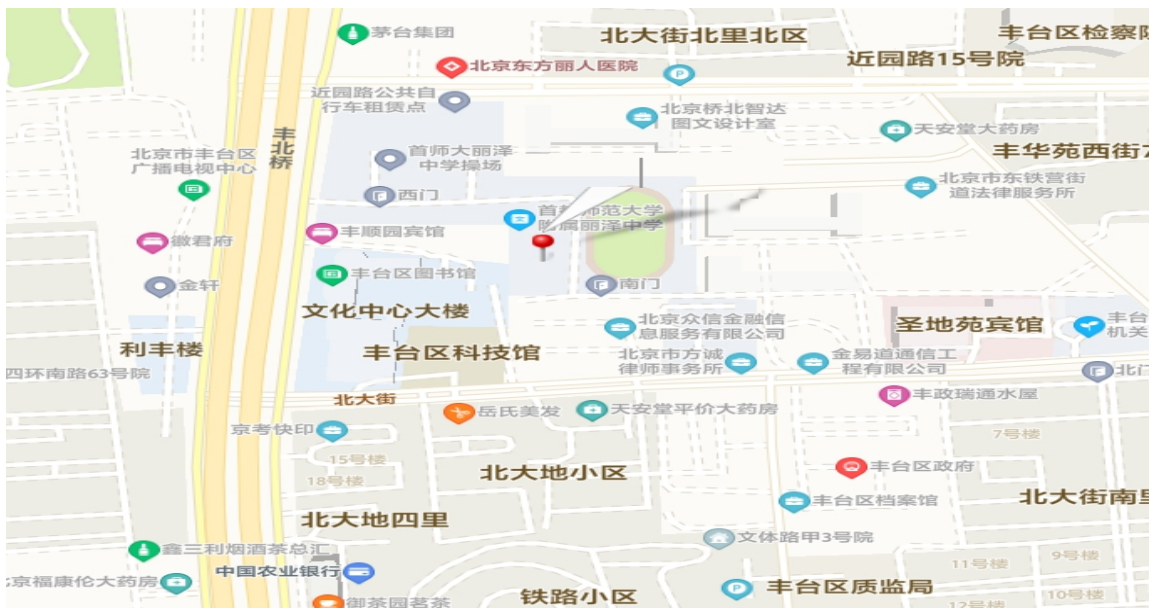 茅台集团
北大街北里北区
丰台区检察院
近园路15号院
北京东方丽人医院
近园路公共自
行车租赁点
北京桥北智达
图文设计室
天安堂大药房
丰北桥
丰华苑西街7
北京市丰台区
广播电视中心
首师大丽泽
中学操场
北京市东铁营街
道法律服务所
西门
首都师范大学
附属丽泽中学
徽君府
丰顺园宾馆
丰台区图书馆
金轩
南门
文化中心大楼
北京众信金融信
息服务有限公司
圣地苑宾馆
丰台
机关
利丰楼
丰台区科技馆
北京市方诚
律师事务所
金易道通信工
程有限公司
四环南路63号院
北门
北大街
岳氏美发
天安堂平价大药房
丰政瑞通水屋
京考快印
7号楼
15号楼
18号楼
北大地小区
丰台区政府
丰台区档案馆
北大街南里
北大地四里
文体路甲3号院
鑫三利烟酒茶总汇
9号楼
11号楼
中国农业银行
北京福康伦大药房
丰台区质监局
10号楼
铁路小区
御茶园茗茶
12号楼